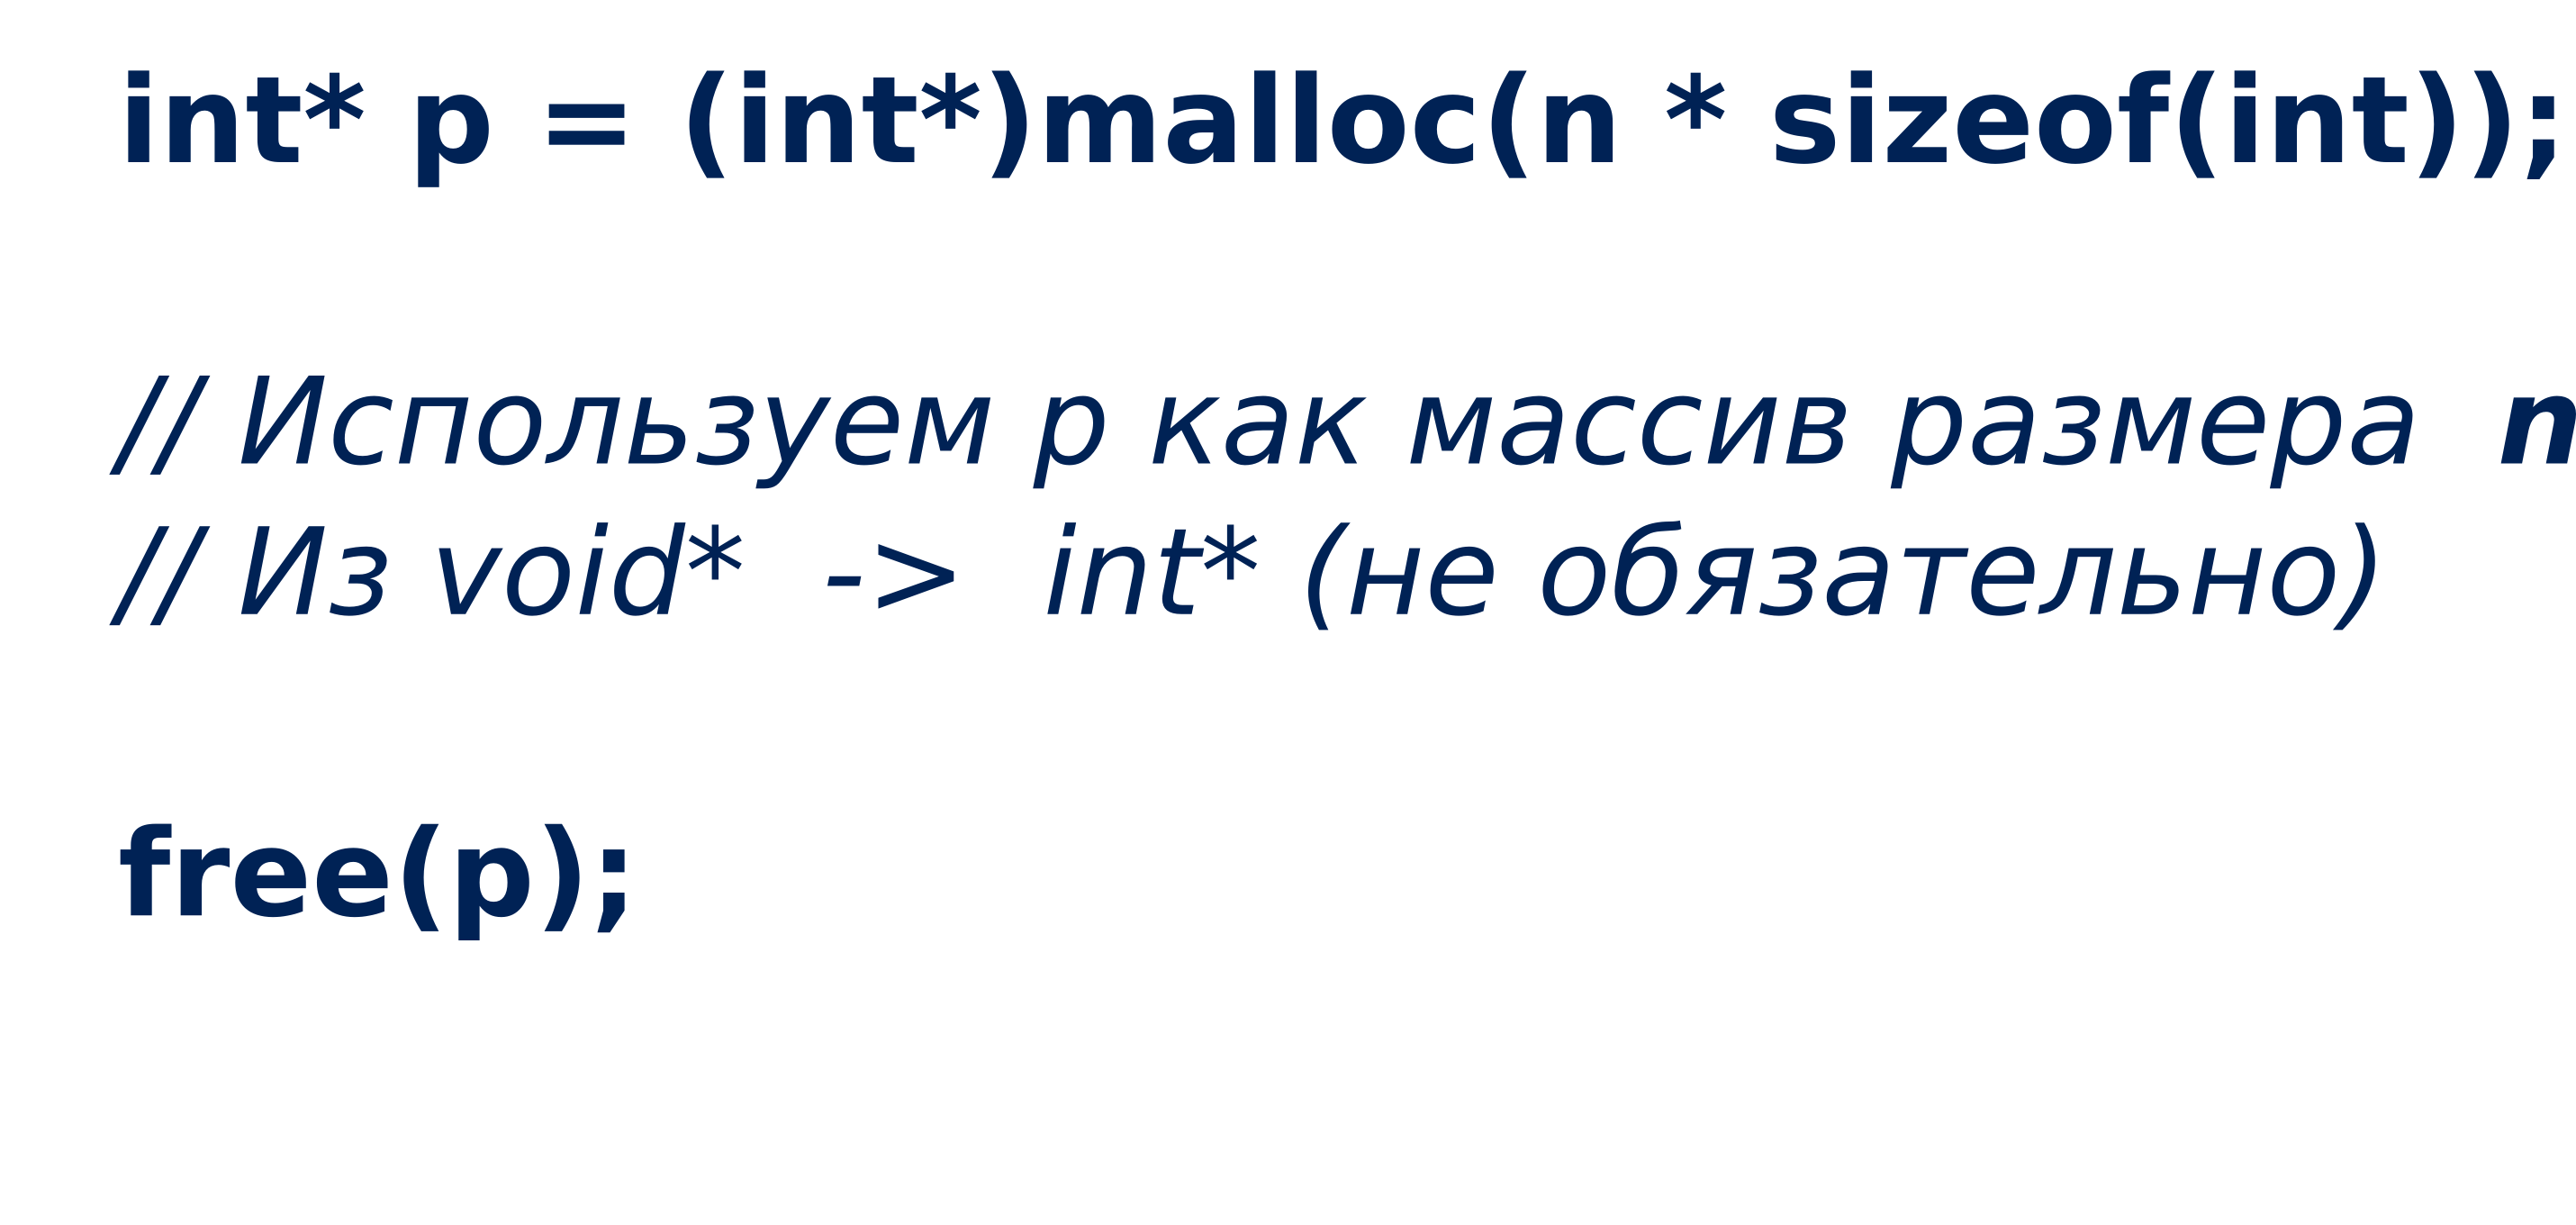 int* p = (int*)malloc(n * sizeof(int));
// Используем p как массив размера n
// Из void* -> int* (не обязательно)
free(p);